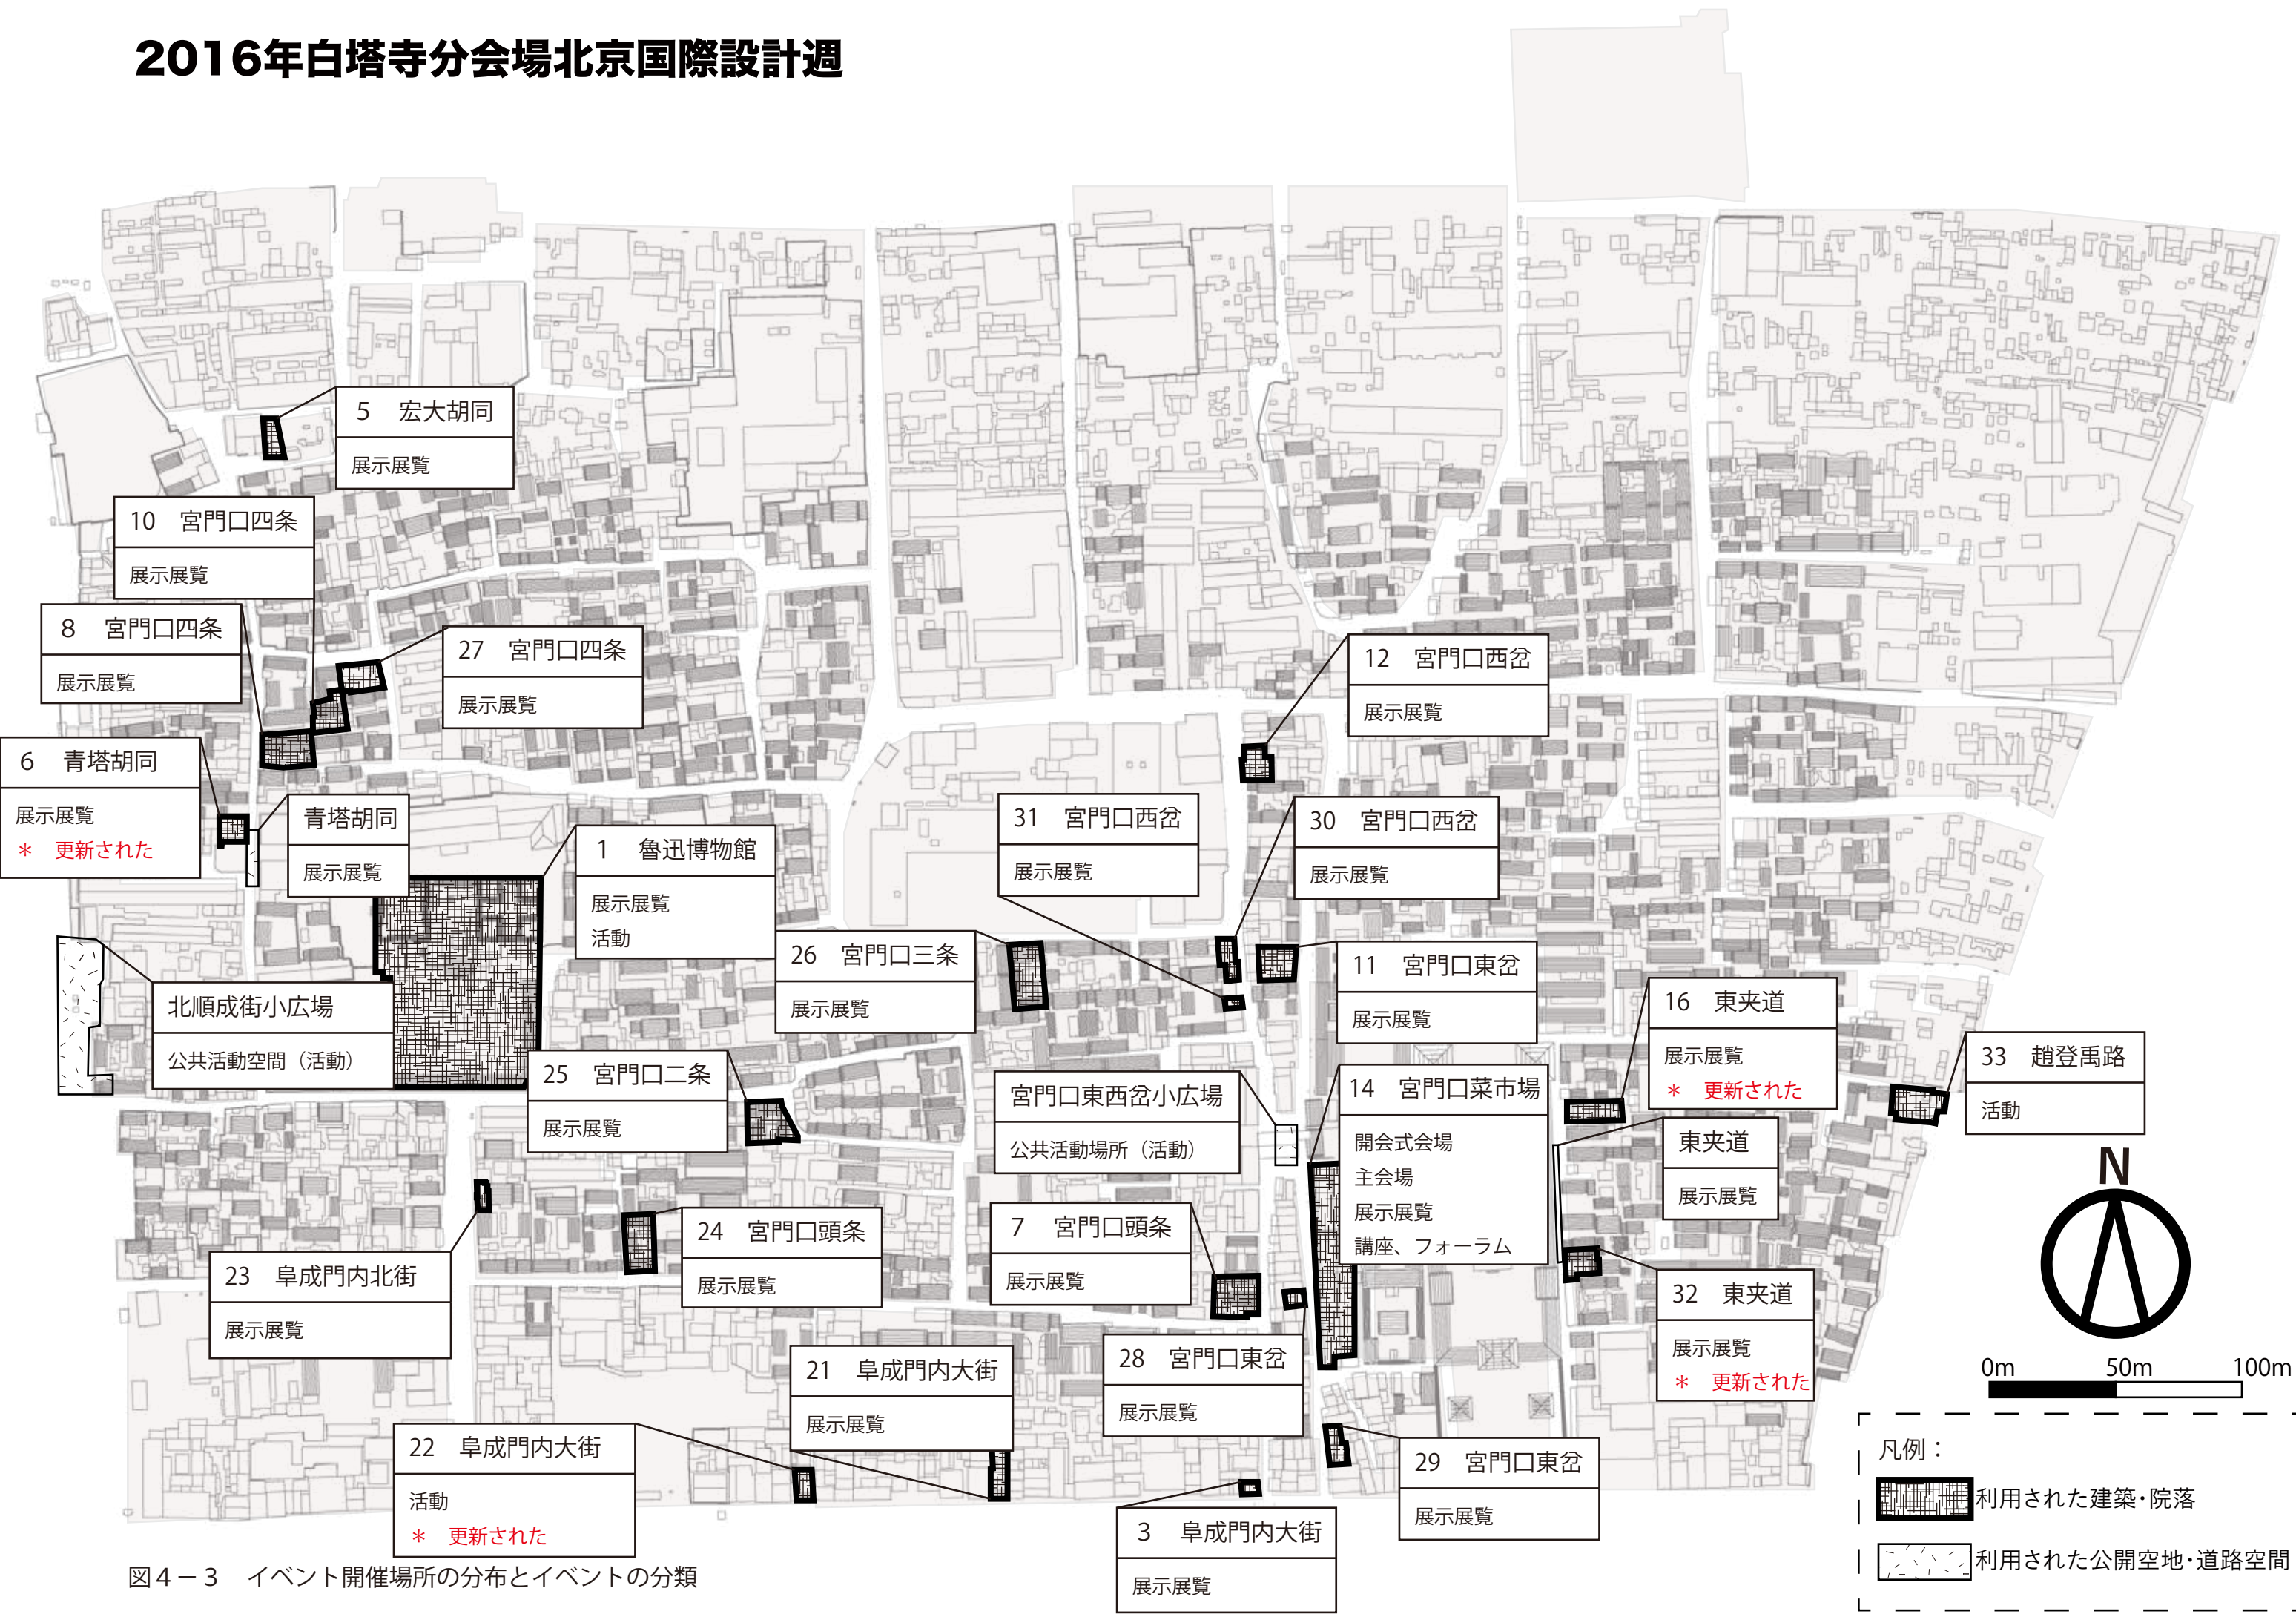 2016年白塔寺分会場北京国際設計週
5 宏大胡同
展示展覧
10 宮門口四条
展示展覧
8 宮門口四条
展示展覧
27 宮門口四条
展示展覧
12 宮門口西岔
展示展覧
6 青塔胡同
展示展覧
＊ 更新された
青塔胡同
展示展覧
1 魯迅博物館
展示展覧
活動
31 宮門口西岔
展示展覧
30 宮門口西岔
展示展覧
26 宮門口三条
展示展覧
11 宮門口東岔
展示展覧
16 東夹道
展示展覧
＊ 更新された
北順成街小広場
公共活動空間（活動）
25 宮門口二条
展示展覧
宮門口東西岔小広場
公共活動場所（活動）
14 宮門口菜市場
開会式会場
主会場
展示展覧
講座、フォーラム
33 趙登禹路
活動
東夹道
展示展覧
23 阜成門内北街
展示展覧
24 宮門口頭条
展示展覧
7 宮門口頭条
展示展覧
32 東夹道
展示展覧
＊ 更新された
21 阜成門内大街
展示展覧
28 宮門口東岔
展示展覧
22 阜成門内大街
活動
＊ 更新された
29 宮門口東岔
展示展覧
3 阜成門内大街
展示展覧
N
0m 50m 100m
凡例：
利用された建築・院落
利用された公開空地・道路空間
図４－３ イベント開催場所の分布とイベントの分類